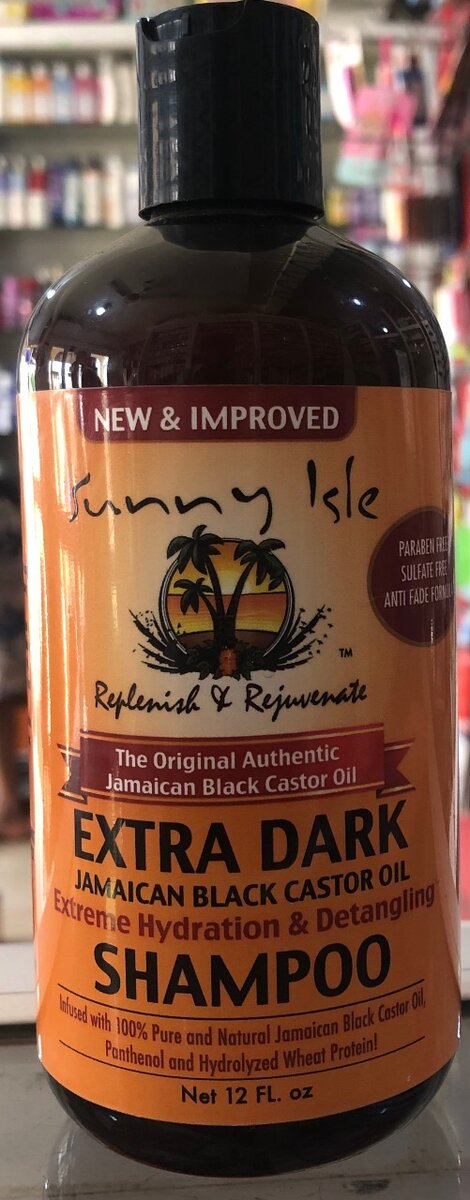 NEW & IMPROVED
Sunny Isle
PARABEN FREE
SULFATE FREE
ANTI FADE FORMULA
TM
Replenish & Rejuvenate
The Original Authentic
Jamaican Black Castor Oil
EXTRA DARK
JAMAICAN BLACK CASTOR OIL
Extreme Hydration & Detangling
SHAMPOO
Infused with 100% Pure and Natural Jamaican Black Castor Oil,
Panthenol and Hydrolyzed Wheat Protein!
Net 12 FL. oz